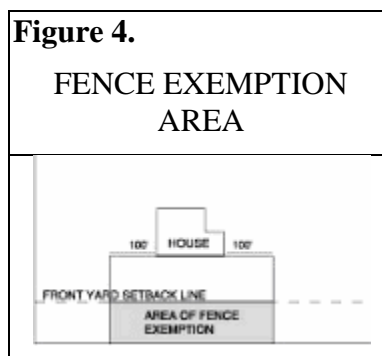 Figure 4.
FENCE EXEMPTION
AREA
100' HOUSE 100'
FRONT YARD SETBACK LINE
AREA OF FENCE
EXEMPTION